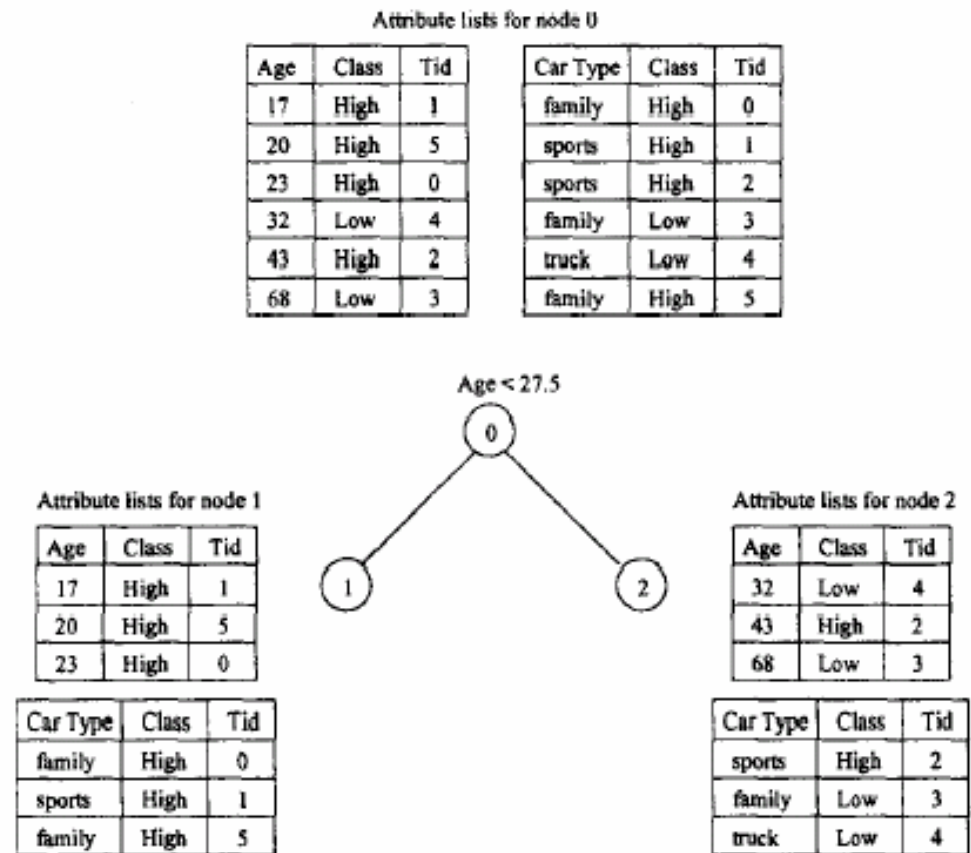 Attribute lists for node 0
Age Class Tid
17 High 1
20 High 5
23 High 0
32 Low 4
43 High 2
68 Low 3
Car Type Class Tid
family High 0
sports High 1
sports High 2
family Low 3
truck Low 4
family High 5
Age < 27.5
0
1
2
Attribute lists for node 1
Age Class Tid
17 High 1
20 High 5
23 High 0
Car Type Class Tid
family High 0
sports High 1
family High 5
Attribute lists for node 2
Age Class Tid
32 Low 4
43 High 2
68 Low 3
Car Type Class Tid
sports High 2
family Low 3
truck Low 4